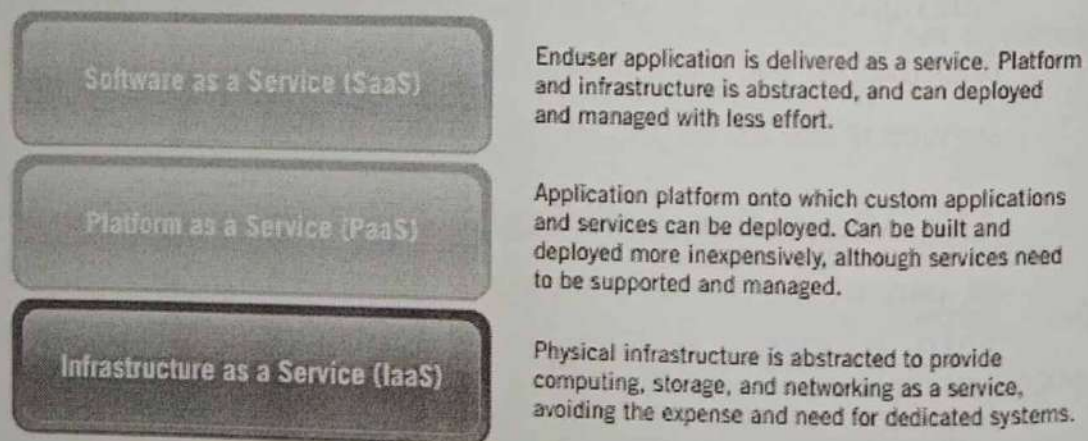 Software as a Service (SaaS)
Enduser application is delivered as a service. Platform
and infrastructure is abstracted, and can deployed
and managed with less effort.
Platform as a Service (PaaS)
Application platform onto which custom applications
and services can be deployed. Can be built and
deployed more inexpensively, although services need
to be supported and managed.
Infrastructure as a Service (IaaS)
Physical infrastructure is abstracted to provide
computing, storage, and networking as a service,
avoiding the expense and need for dedicated systems.